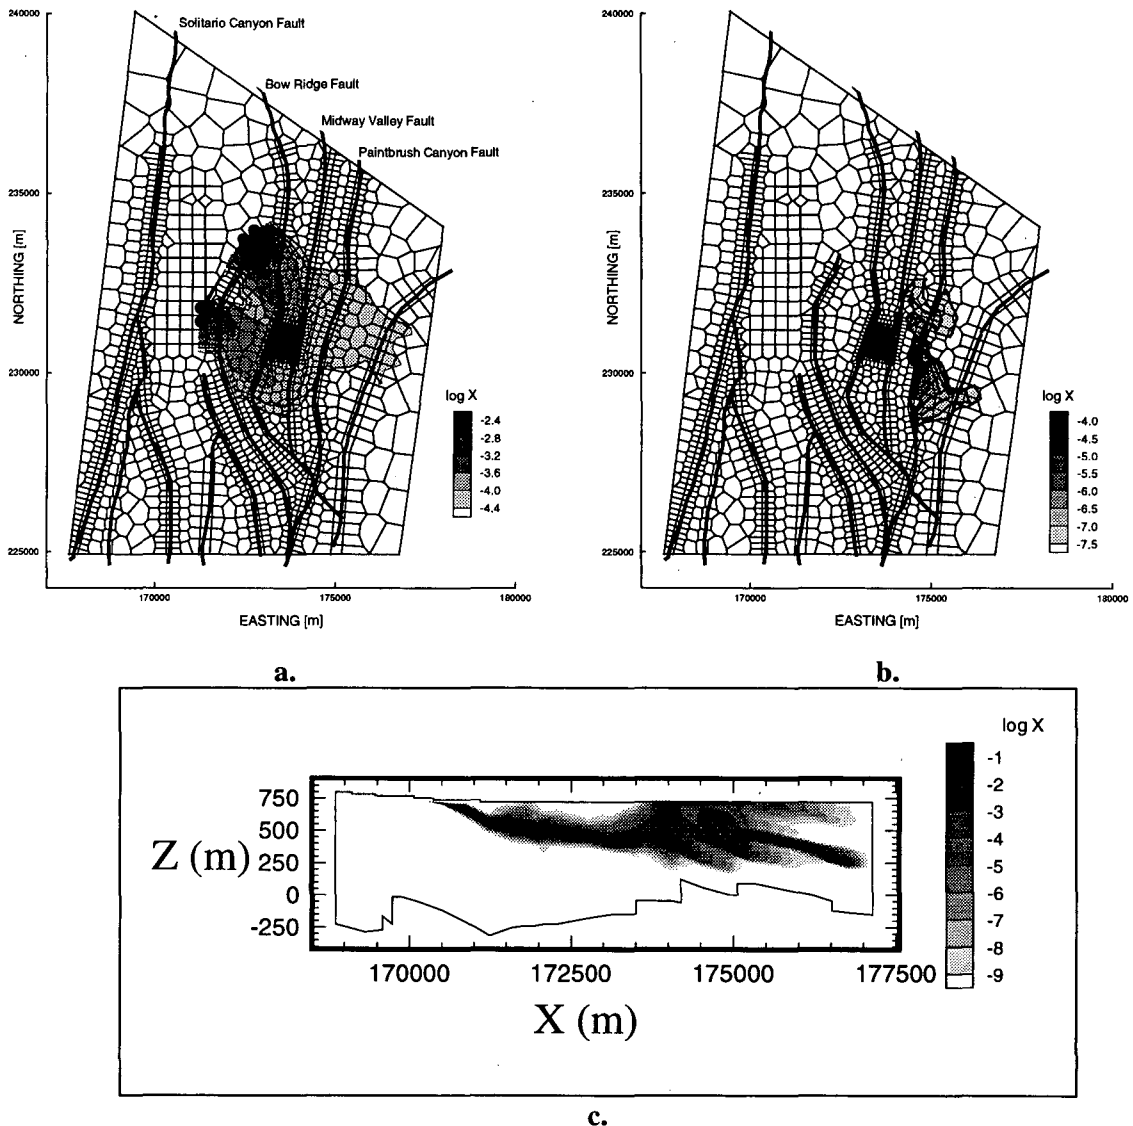 240000
Solitario Canyon Fault
Bow Ridge Fault
Midway Valley Fault
Paintbrush Canyon Fault
235000
NORTHING [m]
230000
225000
log X
-2.4
-2.8
-3.2
-3.6
-4.0
-4.4
170000
175000
180000
EASTING [m]
a.
240000
235000
NORTHING [m]
230000
225000
log X
-4.0
-4.5
-5.0
-5.5
-6.0
-6.5
-7.0
-7.5
170000
175000
180000
EASTING [m]
b.
log X
-1
-2
-3
-4
-5
-6
-7
-8
-9
750
500
250
0
-250
Z (m)
170000
172500
175000
177500
X (m)
c.